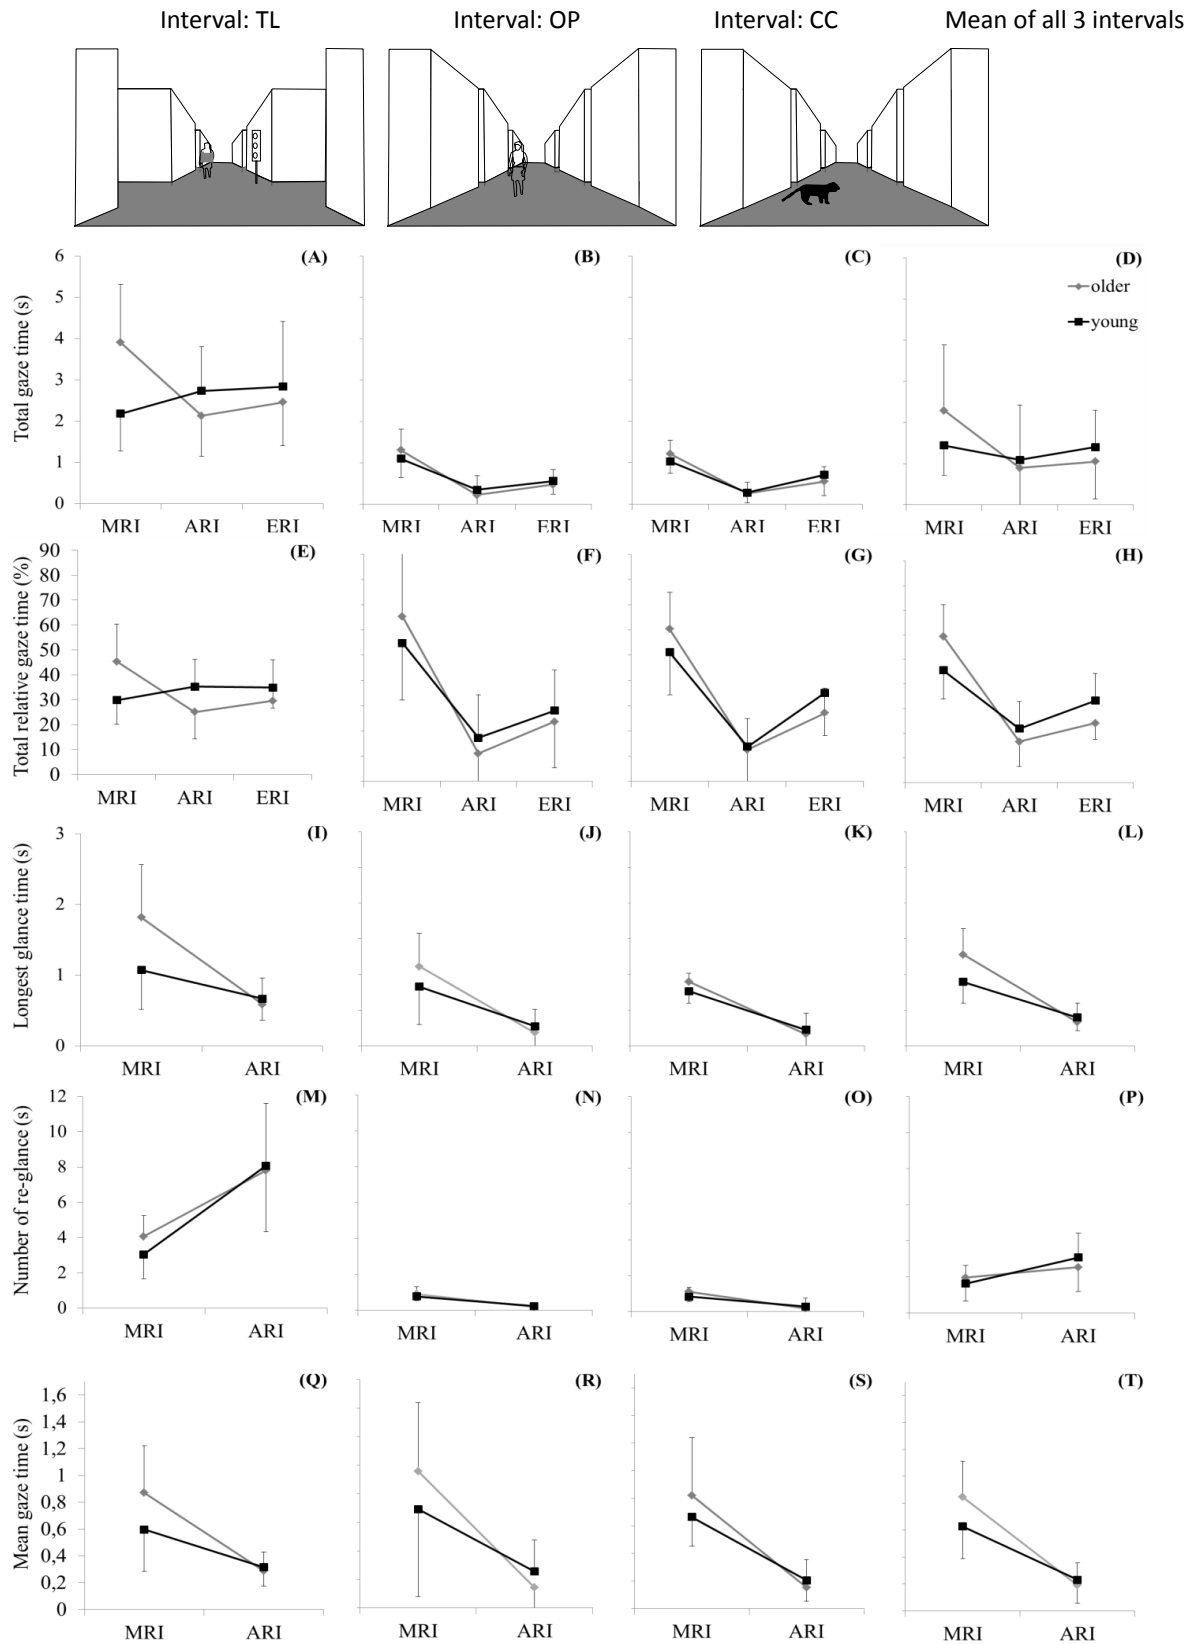 Interval: TL Interval: OP Interval: CC Mean of all 3 intervals
(A) (B) (C) (D)
Total gaze time (s)
6
5
4
3
2
1
0
older
young
MRI ARI ERI MRI ARI ERI MRI ARI ERI MRI ARI ERI
(E) (F) (G) (H)
Total relative gaze time (%)
90
80
70
60
50
40
30
20
10
0
MRI ARI ERI MRI ARI ERI MRI ARI ERI MRI ARI ERI
(I) (J) (K) (L)
Longest glance time (s)
3
2
1
0
MRI ARI MRI ARI MRI ARI MRI ARI
(M) (N) (O) (P)
Number of re-glance (s)
12
10
8
6
4
2
0
MRI ARI MRI ARI MRI ARI MRI ARI
(Q) (R) (S) (T)
Mean gaze time (s)
1,6
1,4
1,2
1
0,8
0,6
0,4
0,2
0
MRI ARI MRI ARI MRI ARI MRI ARI